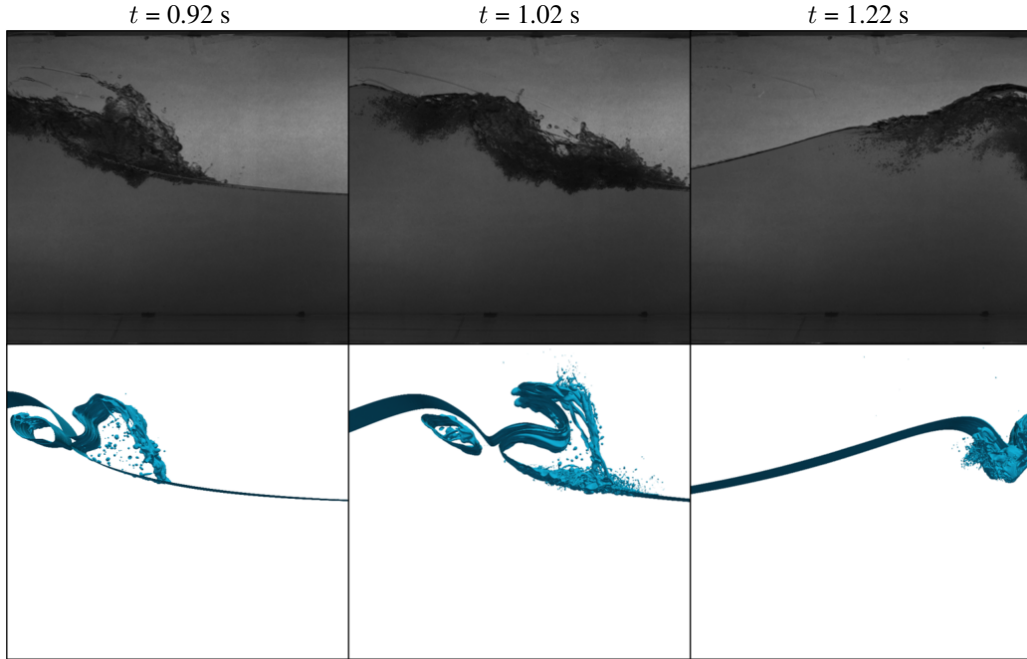 t = 0.92 s
t = 1.02 s
t = 1.22 s